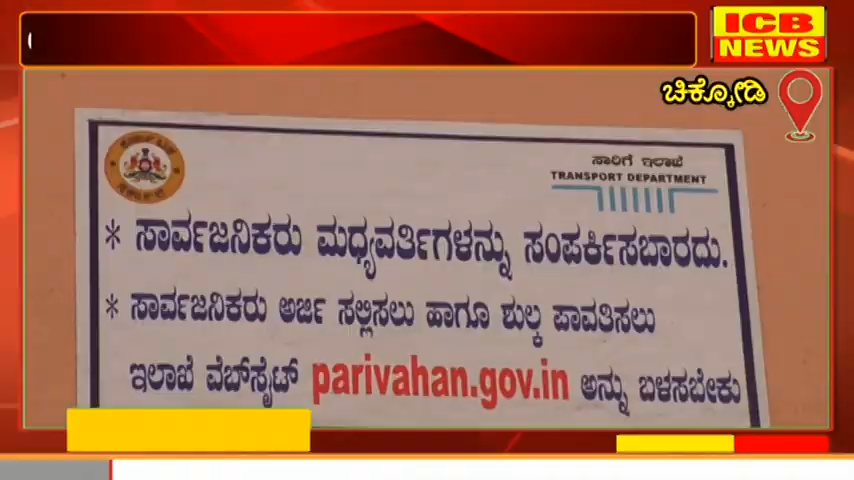 ICB
NEWS
ಚಿಕ್ಕೋಡಿ
ಸಾರಿಗೆ ಇಲಾಖೆ
TRANSPORT DEPARTMENT
* ಸಾರ್ವಜನಿಕರು ಮಧ್ಯವರ್ತಿಗಳನ್ನು ಸಂಪರ್ಕಿಸಬಾರದು.
* ಸಾರ್ವಜನಿಕರು ಅರ್ಜಿ ಸಲ್ಲಿಸಲು ಹಾಗೂ ಶುಲ್ಕ ಪಾವತಿಸಲು
ಇಲಾಖೆ ವೆಬ್‌ಸೈಟ್ parivahan.gov.in ಅನ್ನು ಬಳಸಬೇಕು